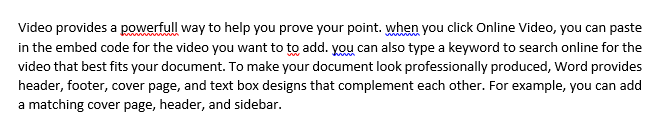 Video provides a powerfull way to help you prove your point. when you click Online Video, you can paste
in the embed code for the video you want to to add. you can also type a keyword to search online for the
video that best fits your document. To make your document look professionally produced, Word provides
header, footer, cover page, and text box designs that complement each other. For example, you can add
a matching cover page, header, and sidebar.